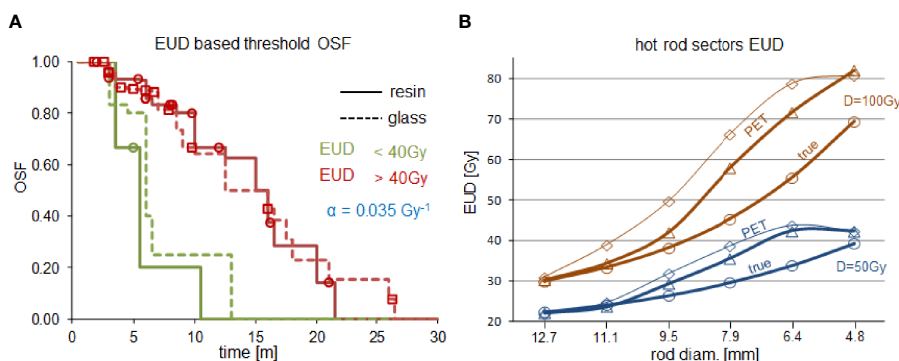 A
EUD based threshold OSF
OSF
1.00
0.80
0.60
0.40
0.20
0.00
0 5 10 15 20 25 30
time [m]
resin
glass
EUD < 40Gy
EUD > 40Gy
α = 0.035 Gy⁻¹
B
hot rod sectors EUD
EUD [Gy]
80
70
60
50
40
30
20
12.7 11.1 9.5 7.9 6.4 4.8
rod diam. [mm]
D=100Gy
PET
true
PET
true
D=50Gy